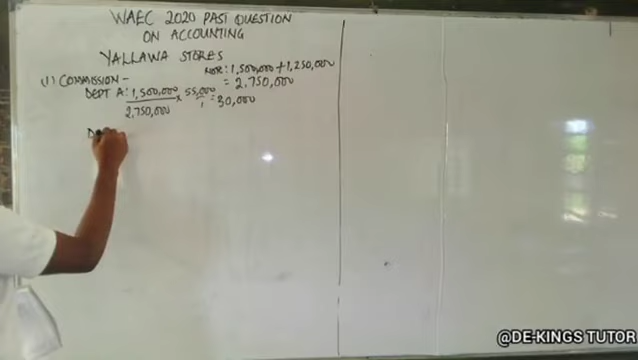 WAEC 2020 PAST QUESTION
ON ACCOUNTING
YALLAWA STORES
NOR: 1,500,000 + 1,250,000
= 2,750,000
(1) COMMISSION -
DEPT A: 1,500,000 / 2,750,000 × 55,000 / 1 = 30,000
D
@DE-KINGS TUTOR